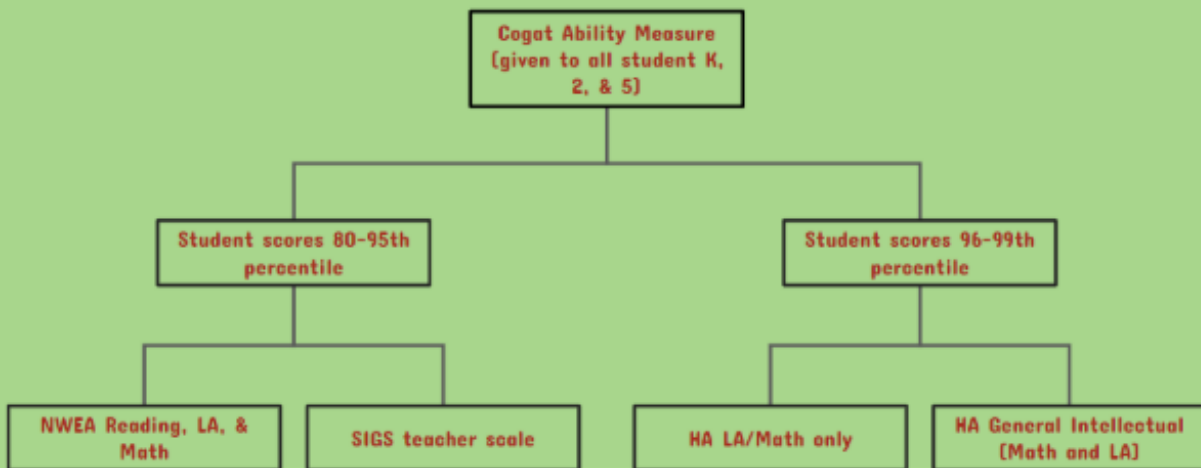 Cogat Ability Measure
(given to all student K,
2, & 5)
Student scores 80-95th
percentile
Student scores 96-99th
percentile
NWEA Reading, LA, &
Math
SIGS teacher scale
HA LA/Math only
HA General Intellectual
(Math and LA)